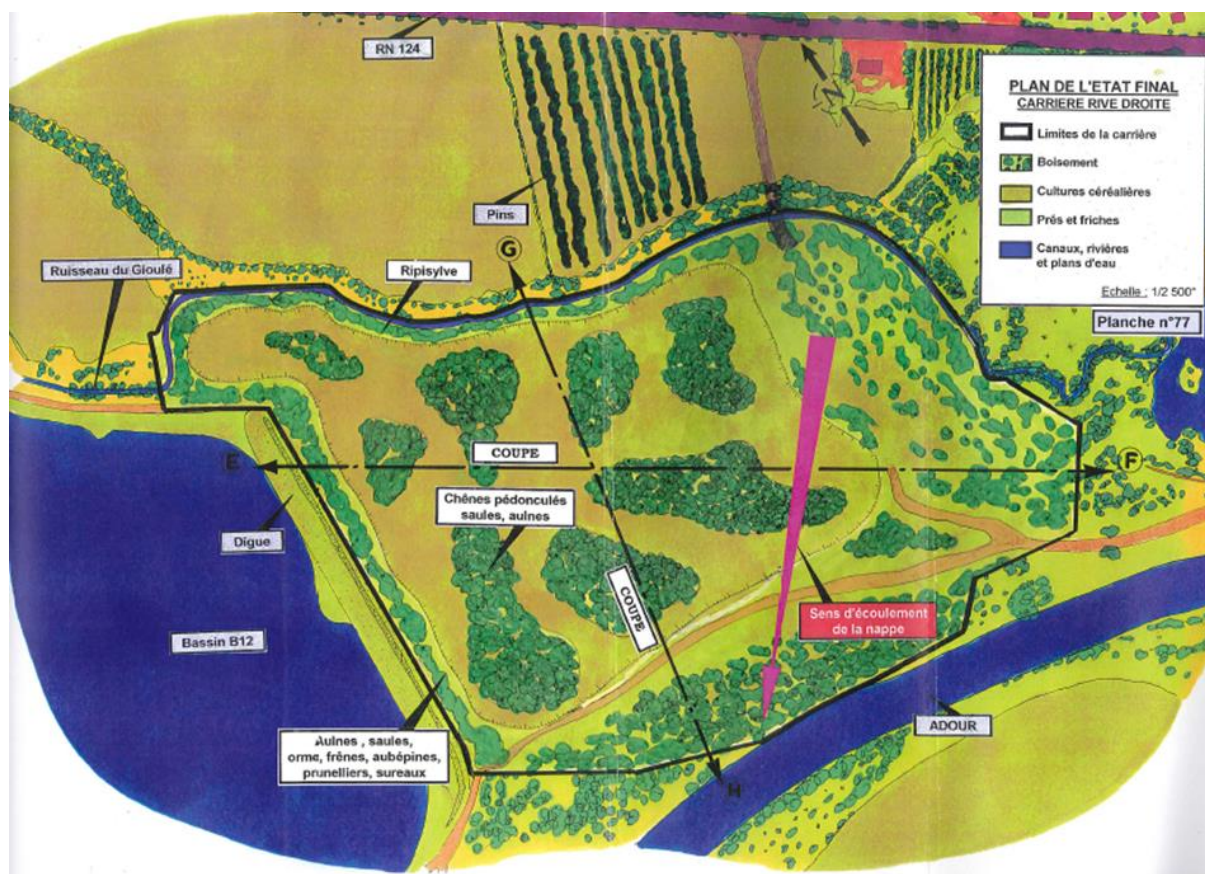 RN 124
N
PLAN DE L'ETAT FINAL
CARRIERE RIVE DROITE
Limites de la carrière
Boisement
Cultures céréalières
Prés et friches
Canaux, rivières
et plans d'eau
Echelle : 1/2 500°
Planche n°77
Pins
G
Ruisseau du Gioulé
Ripisylve
E
COUPE
F
Chênes pédonculés
saules, aulnes
Digue
COUPE
Sens d'écoulement
de la nappe
Bassin B12
ADOUR
Aulnes , saules,
orme, frênes, aubépines,
prunelliers, sureaux
H